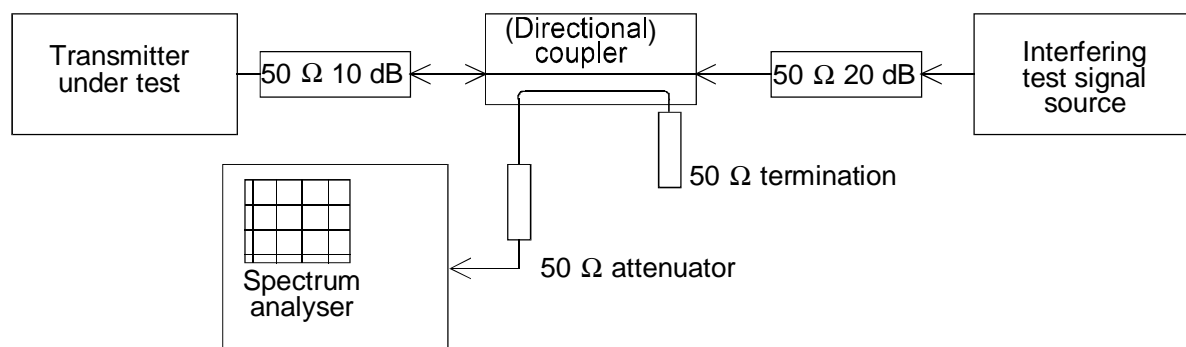 Transmitter
under test
50 Ω 10 dB
(Directional)
coupler
50 Ω 20 dB
Interfering
test signal
source
50 Ω termination
50 Ω attenuator
Spectrum
analyser